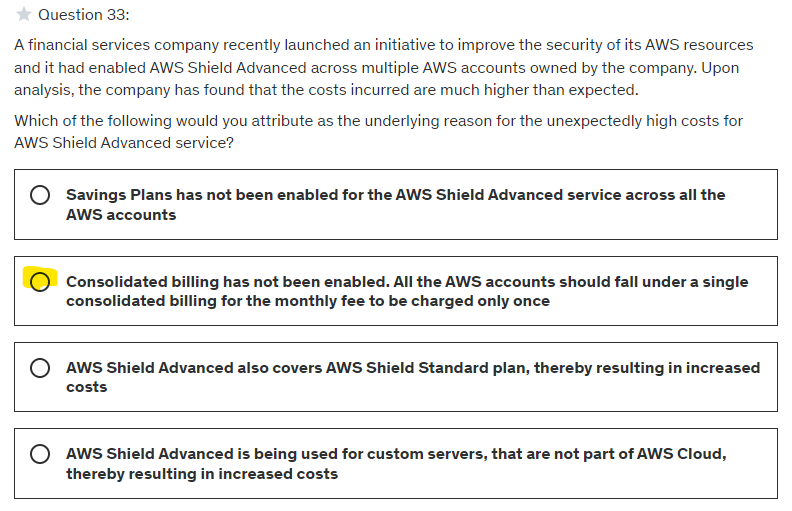 Question 33:
A financial services company recently launched an initiative to improve the security of its AWS resources
and it had enabled AWS Shield Advanced across multiple AWS accounts owned by the company. Upon
analysis, the company has found that the costs incurred are much higher than expected.
Which of the following would you attribute as the underlying reason for the unexpectedly high costs for
AWS Shield Advanced service?
Savings Plans has not been enabled for the AWS Shield Advanced service across all the
AWS accounts
Consolidated billing has not been enabled. All the AWS accounts should fall under a single
consolidated billing for the monthly fee to be charged only once
AWS Shield Advanced also covers AWS Shield Standard plan, thereby resulting in increased
costs
AWS Shield Advanced is being used for custom servers, that are not part of AWS Cloud,
thereby resulting in increased costs